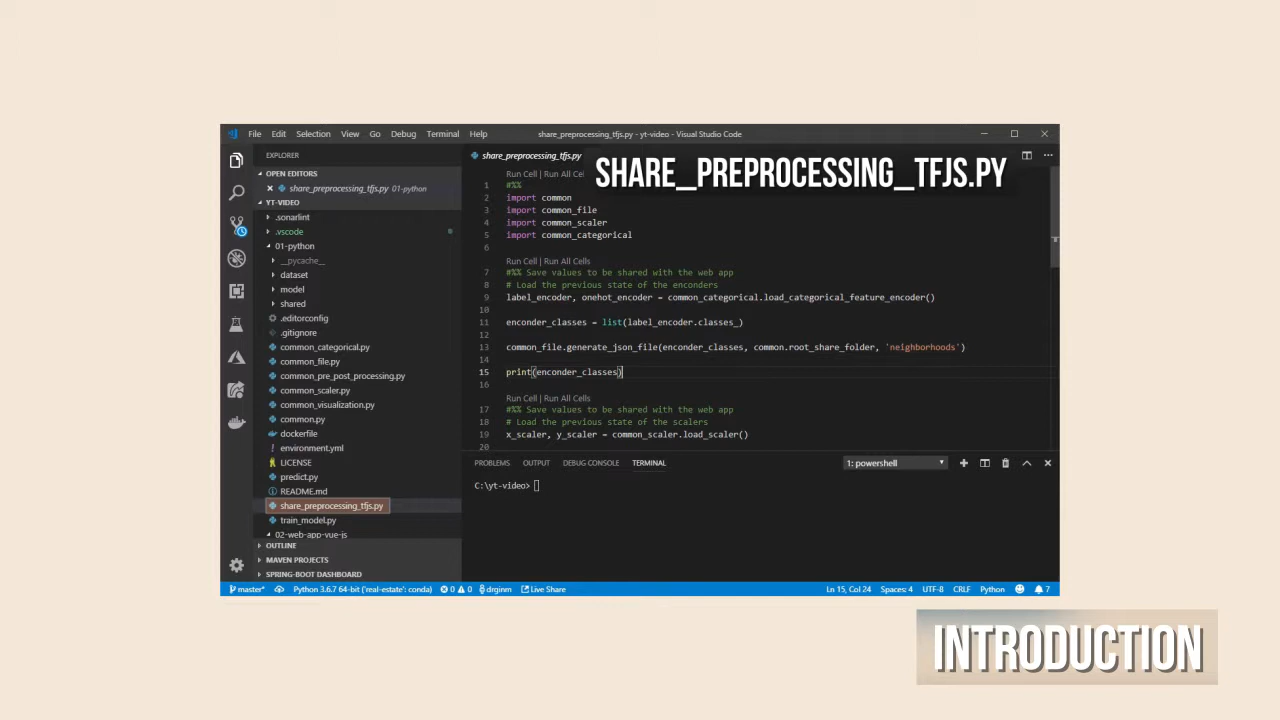 File Edit Selection View Go Debug Terminal Help share_preprocessing_tfjs.py - yt-video - Visual Studio Code
EXPLORER
OPEN EDITORS
share_preprocessing_tfjs.py 01-python
YT-VIDEO
.sonarlint
.vscode
01-python
__pycache__
dataset
model
shared
.editorconfig
.gitignore
common_categorical.py
common_file.py
common_pre_post_processing.py
common_scaler.py
common_visualization.py
common.py
dockerfile
environment.yml
LICENSE
predict.py
README.md
share_preprocessing_tfjs.py
train_model.py
02-web-app-vue-js
OUTLINE
MAVEN PROJECTS
SPRING-BOOT DASHBOARD
share_preprocessing_tfjs.py
SHARE_PREPROCESSING_TFJS.PY
Run Cell | Run All Cel
1 #%%
2 import common
3 import common_file
4 import common_scaler
5 import common_categorical
6
Run Cell | Run All Cells
7 #%% Save values to be shared with the web app
8 # Load the previous state of the enconders
9 label_encoder, onehot_encoder = common_categorical.load_categorical_feature_encoder()
10
11 enconder_classes = list(label_encoder.classes_)
12
13 common_file.generate_json_file(enconder_classes, common.root_share_folder, 'neighborhoods')
14
15 print(enconder_classes)
16
Run Cell | Run All Cells
17 #%% Save values to be shared with the web app
18 # Load the previous state of the scalers
19 x_scaler, y_scaler = common_scaler.load_scaler()
20
PROBLEMS OUTPUT DEBUG CONSOLE TERMINAL 1: powershell
C:\yt-video>
master* Python 3.6.7 64-bit ('real-estate': conda) 0 0 drginm Live Share Ln 15, Col 24 Spaces: 4 UTF-8 CRLF Python 7
INTRODUCTION